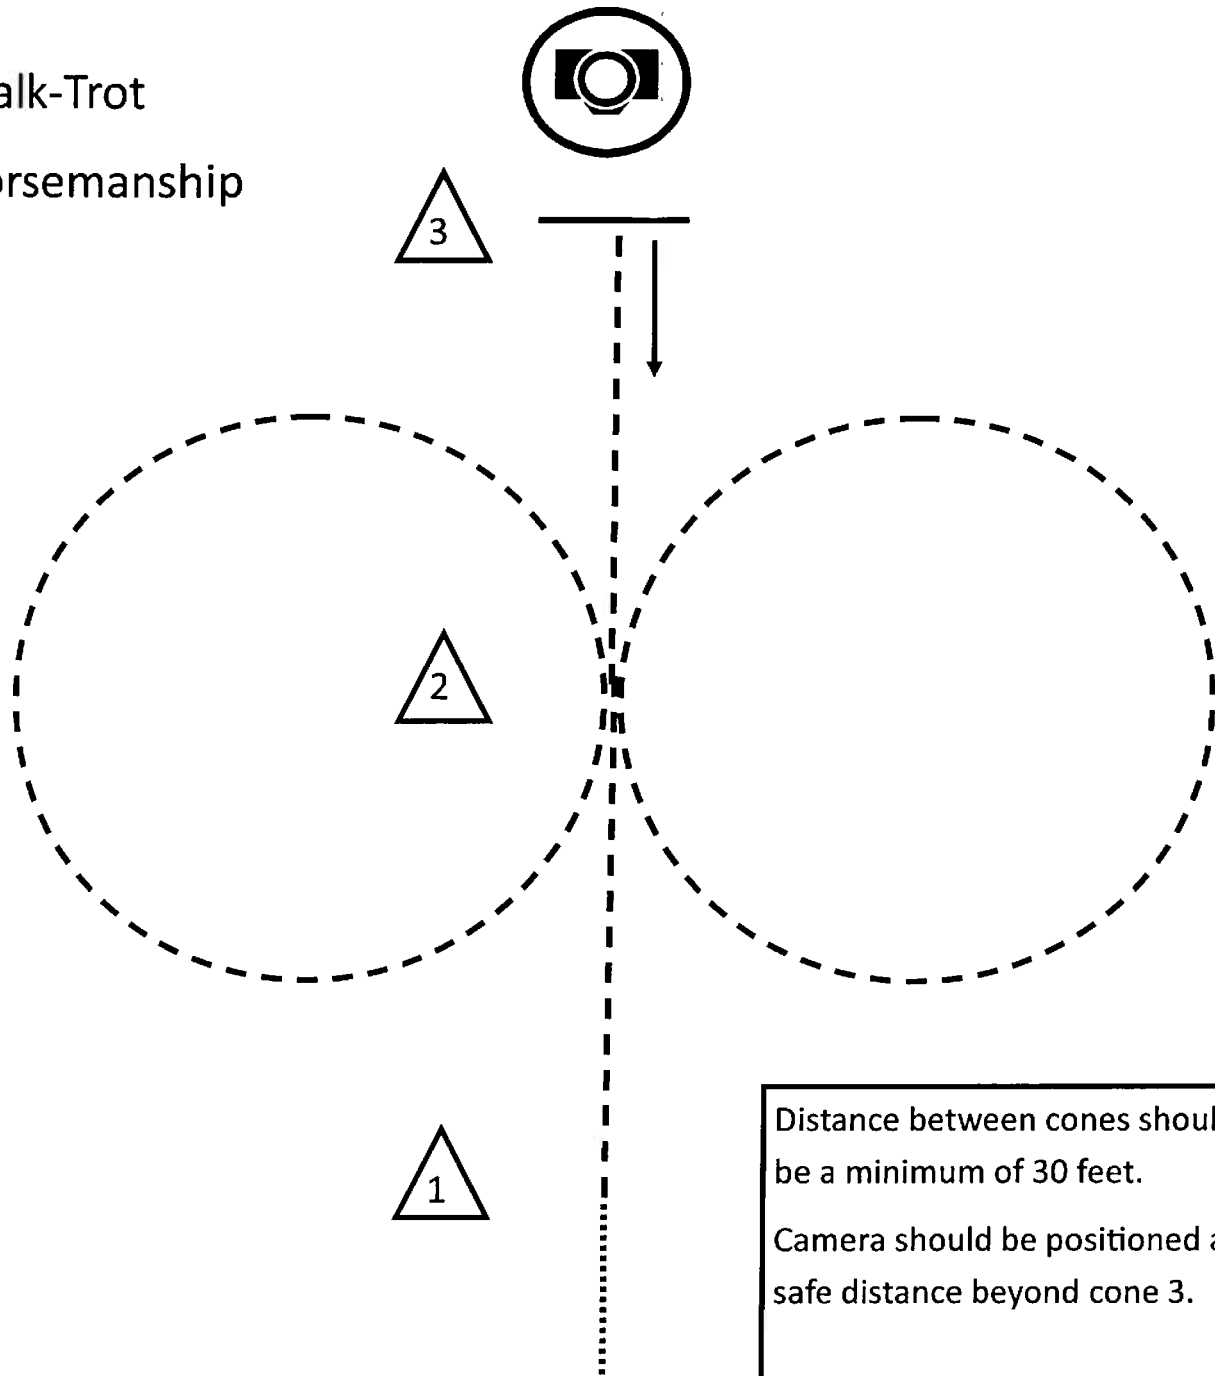 alk-Trot
orsemanship
3
2
1
Distance between cones shoul
be a minimum of 30 feet.
Camera should be positioned a
safe distance beyond cone 3.